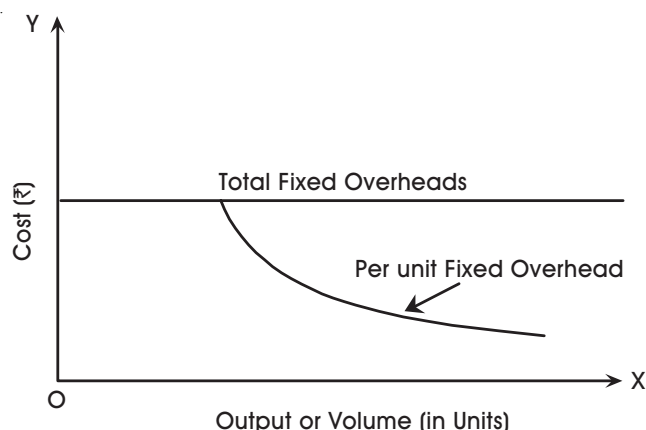 Y
Total Fixed Overheads
Cost (₹)
Per unit Fixed Overhead
X
O
Output or Volume (in Units)